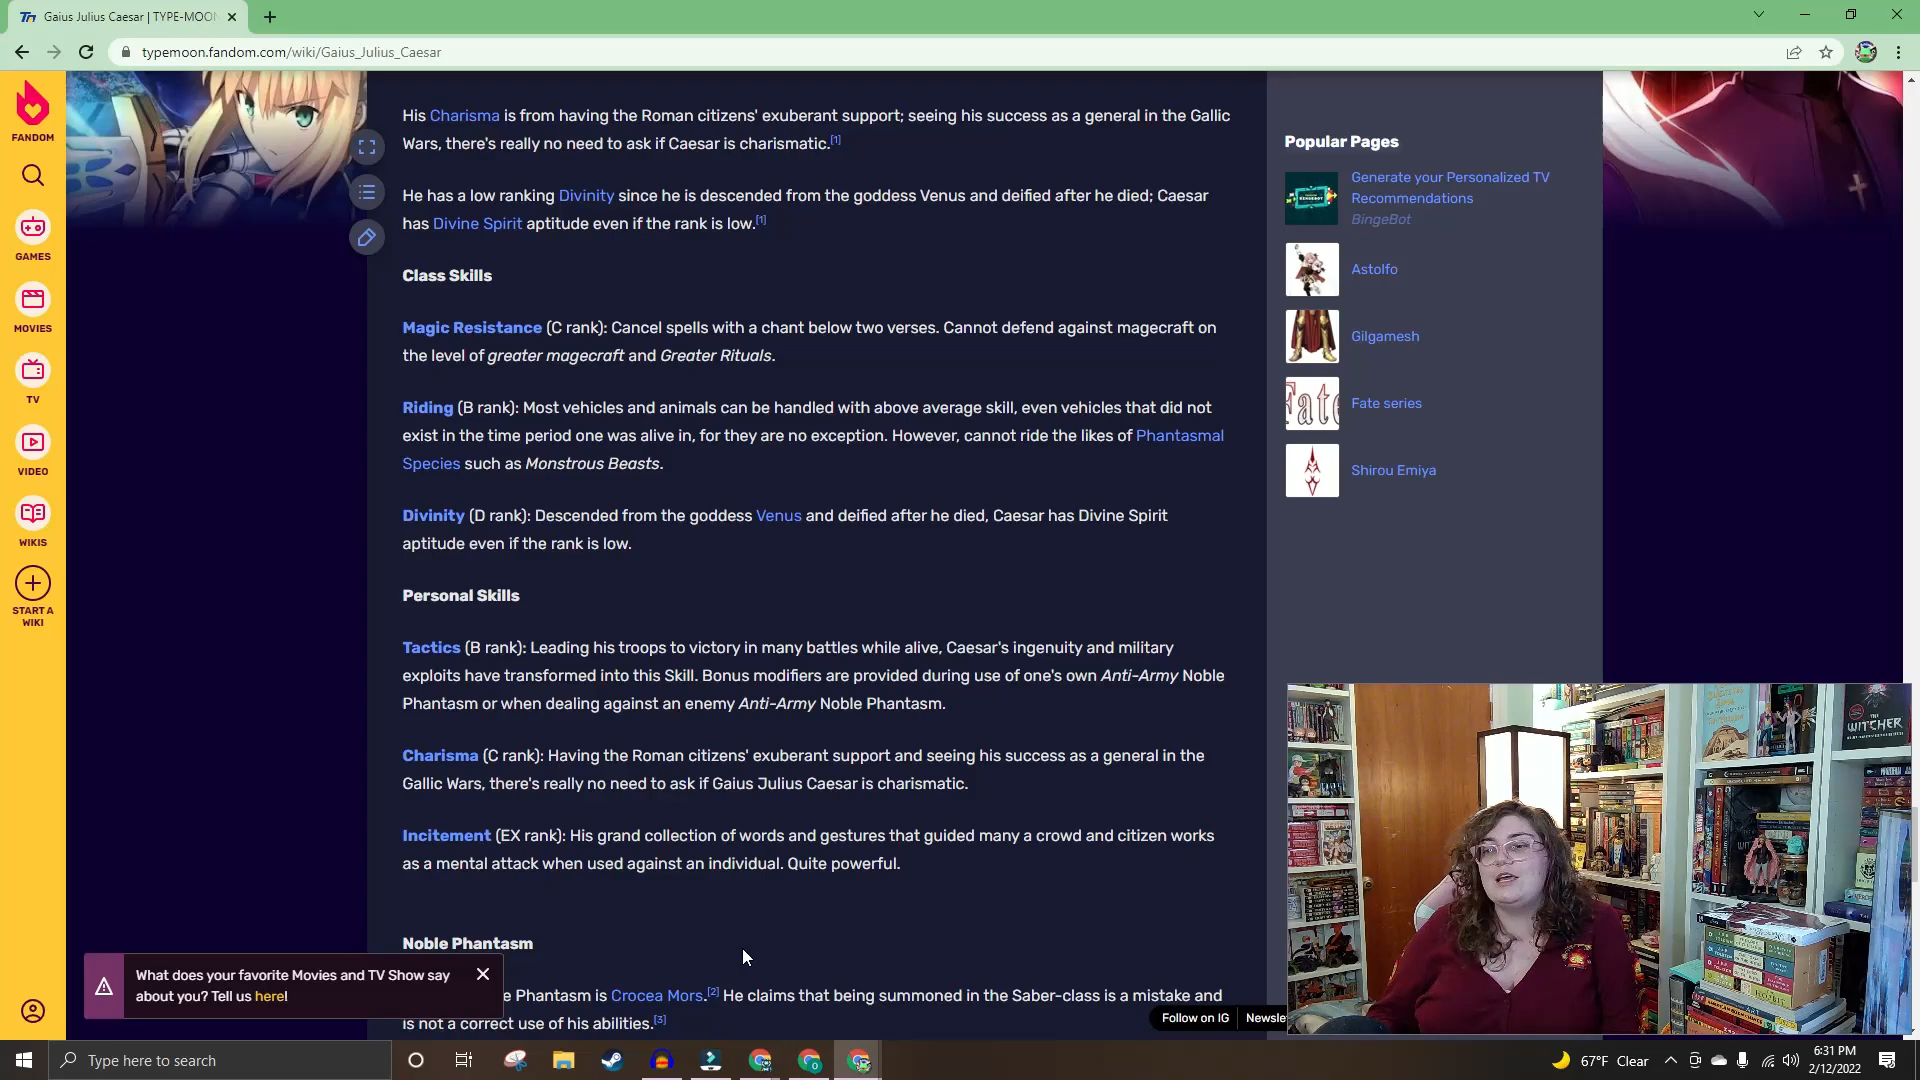 Gaius Julius Caesar | TYPE-MOON
typemoon.fandom.com/wiki/Gaius_Julius_Caesar
FANDOM
GAMES
MOVIES
TV
VIDEO
WIKIS
START A
WIKI
His Charisma is from having the Roman citizens' exuberant support; seeing his success as a general in the Gallic
Wars, there's really no need to ask if Caesar is charismatic.[1]
He has a low ranking Divinity since he is descended from the goddess Venus and deified after he died; Caesar
has Divine Spirit aptitude even if the rank is low.[1]
Class Skills
Magic Resistance (C rank): Cancel spells with a chant below two verses. Cannot defend against magecraft on
the level of greater magecraft and Greater Rituals.
Riding (B rank): Most vehicles and animals can be handled with above average skill, even vehicles that did not
exist in the time period one was alive in, for they are no exception. However, cannot ride the likes of Phantasmal
Species such as Monstrous Beasts.
Divinity (D rank): Descended from the goddess Venus and deified after he died, Caesar has Divine Spirit
aptitude even if the rank is low.
Personal Skills
Tactics (B rank): Leading his troops to victory in many battles while alive, Caesar's ingenuity and military
exploits have transformed into this Skill. Bonus modifiers are provided during use of one's own Anti-Army Noble
Phantasm or when dealing against an enemy Anti-Army Noble Phantasm.
Charisma (C rank): Having the Roman citizens' exuberant support and seeing his success as a general in the
Gallic Wars, there's really no need to ask if Gaius Julius Caesar is charismatic.
Incitement (EX rank): His grand collection of words and gestures that guided many a crowd and citizen works
as a mental attack when used against an individual. Quite powerful.
Noble Phantasm
e Phantasm is Crocea Mors.[2] He claims that being summoned in the Saber-class is a mistake and
is not a correct use of his abilities.[3]
What does your favorite Movies and TV Show say
about you? Tell us here!
Popular Pages
Generate your Personalized TV
Recommendations
BingeBot
Astolfo
Gilgamesh
Fate
Fate series
Shirou Emiya
THE
WITCHER
Follow on IG
Newsle
Type here to search
67°F Clear
6:31 PM
2/12/2022